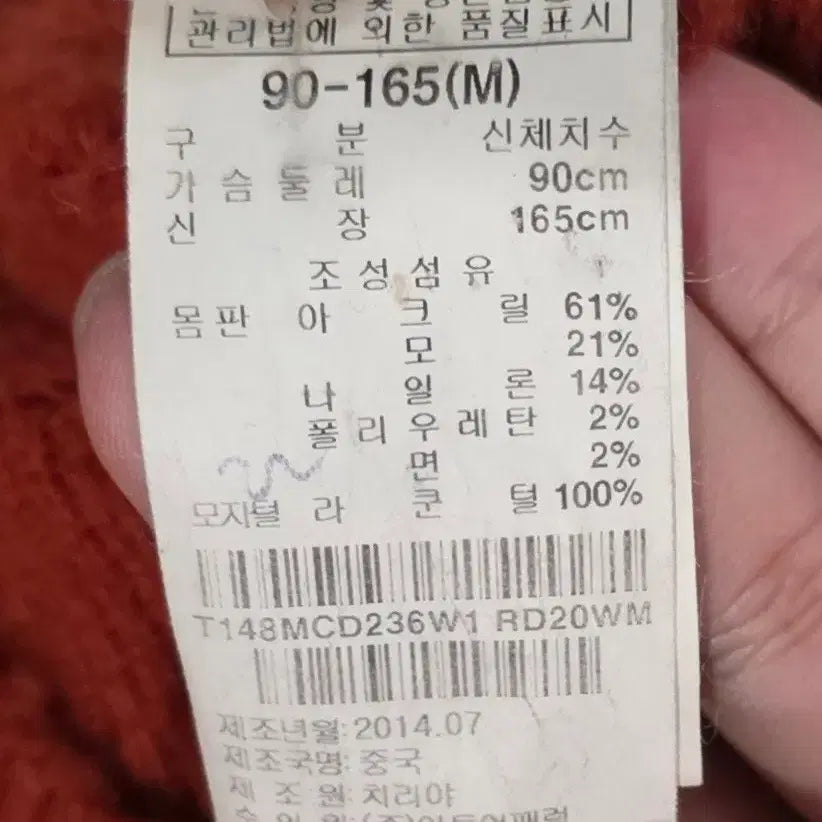 관리법에 외한 품질표시
90-165(M)
구 분 신체치수
가슴둘레 90cm
신 장 165cm
조성섬유
몸판 아크릴 61%
모 21%
나일론 14%
폴리우레탄 2%
면 2%
모자털 라쿤털 100%
T148MCD236W1 RD20WM
제조년월:2014.07
제조국명:중국
제 조 원:치리야